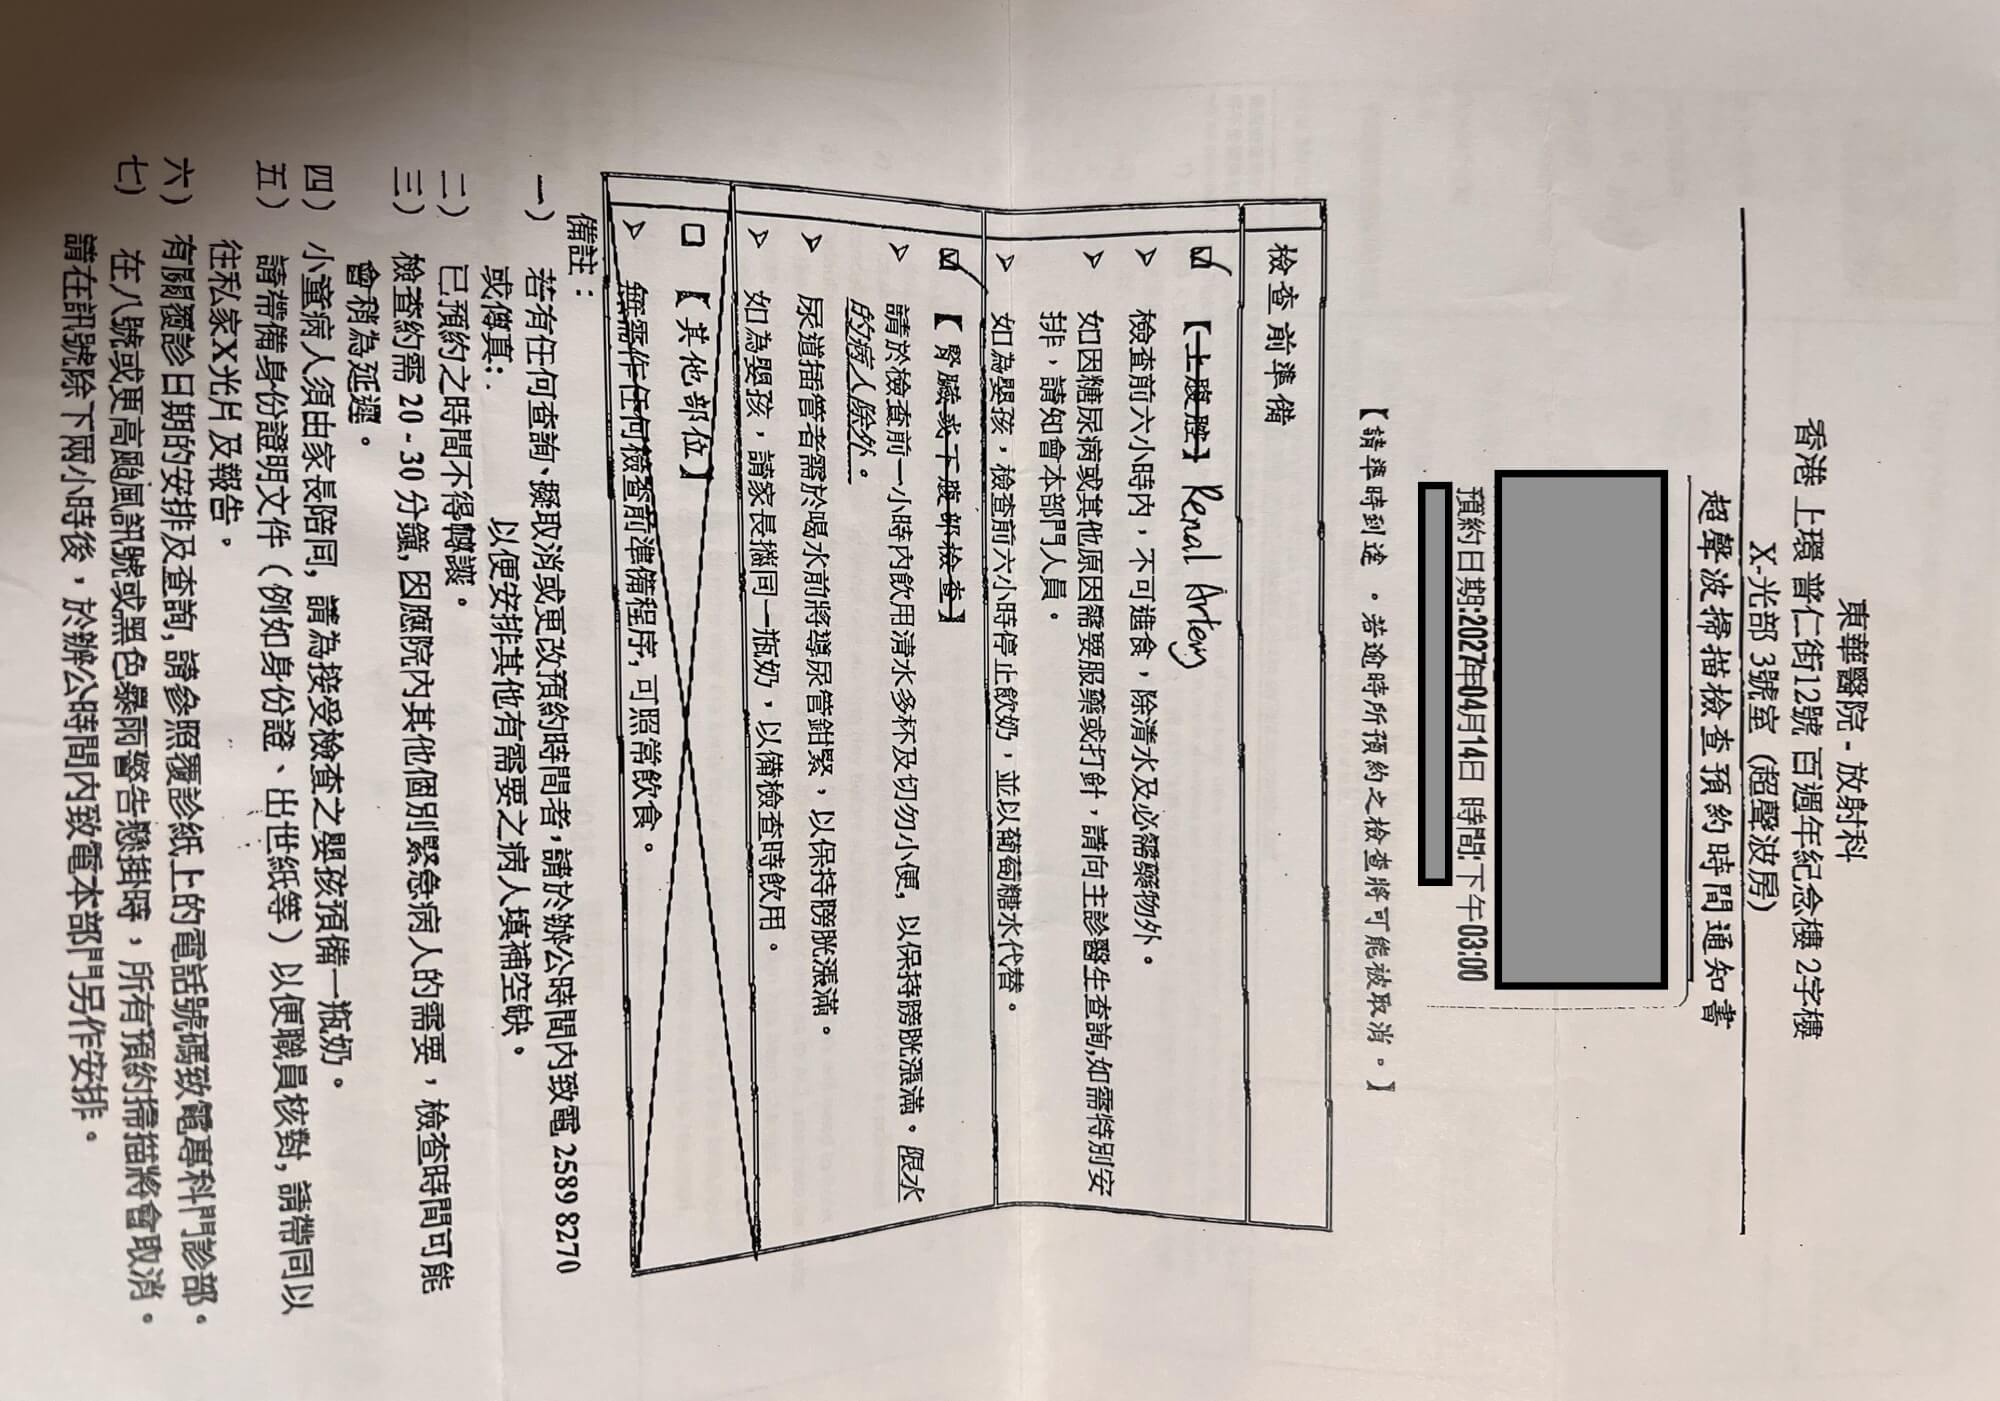 東華醫院 - 放射科
香港 上環 普仁街12號 百週年紀念樓 2字樓
X-光部 3號室 (超聲波房)
超聲波掃描檢查預約時間通知書
預約日期:2027年04月14日 時間:下午03:00
【請準時到達 。若逾時所預約之檢查將可能被取消。】
檢查前準備
☑ 【上腹腔】 Renal Artery
➢ 檢查前六小時內，不可進食，除清水及必需藥物外。
➢ 如因糖尿病或其他原因需要服藥或打針，請向主診醫生查詢,如需特別安
排，請知會本部門人員。
➢ 如為嬰孩，檢查前六小時停止飲奶，並以葡萄糖水代替。
☑ 【腎臟或下腹部檢查】
➢ 請於檢查前一小時內飲用清水多杯及切勿小便, 以保持膀胱漲滿。限水
的病人除外。
➢ 尿道插管者需於喝水前將導尿管鉗緊，以保持膀胱漲滿。
➢ 如為嬰孩，請家長攜同一瓶奶，以備檢查時飲用。
☐ 【其他部位】
➢ 無需作任何檢查前準備程序, 可照常飲食。
備註：
一） 若有任何查詢、擬取消或更改預約時間者，請於辦公時間內致電 2589 8270
或傳真: . 以便安排其他有需要之病人填補空缺。
二） 已預約之時間不得轉讓。
三） 檢查約需 20 - 30 分鐘, 因應院內其他個別緊急病人的需要，檢查時間可能
會稍為延遲。
四） 小童病人須由家長陪同, 請為接受檢查之嬰孩預備一瓶奶。
五） 請帶備身份證明文件（例如身份證、出世紙等）以便職員核對, 請帶同以
往私家X光片及報告。
六) 有關覆診日期的安排及查詢, 請參照覆診紙上的電話號碼致電專科門診部。
七) 在八號或更高颱風訊號或黑色暴雨警告懸掛時，所有預約掃描將會取消。
請在訊號除下兩小時後，於辦公時間內致電本部門另作安排。